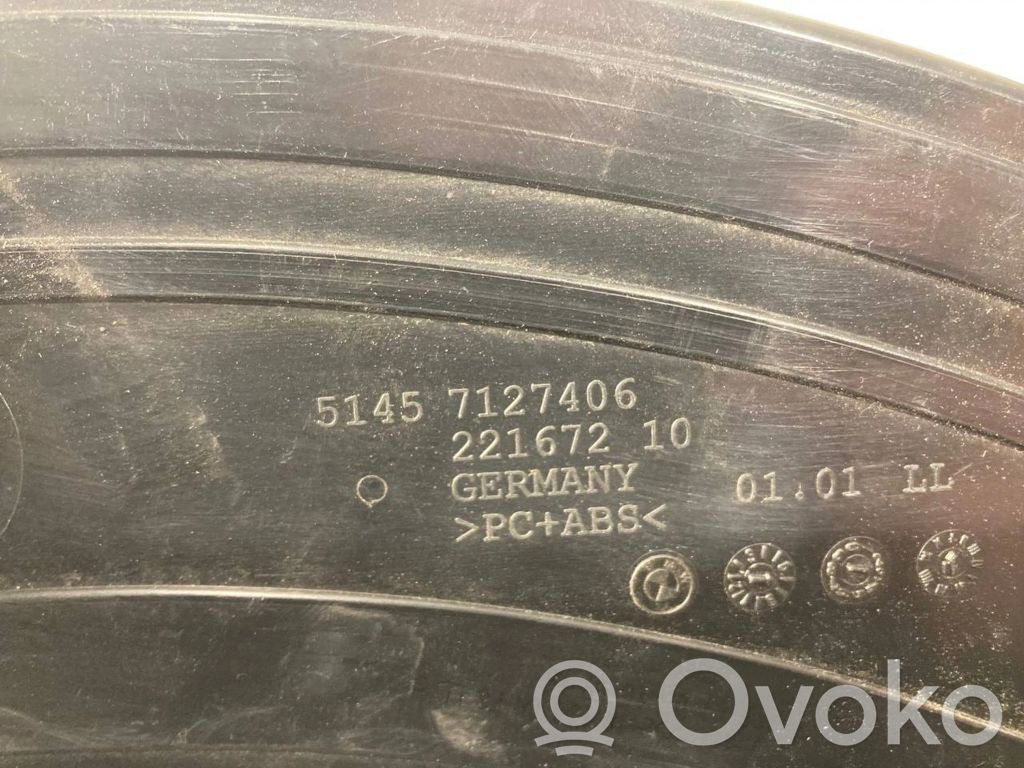 5145 7127406
221672 10
GERMANY 01.01 LL
>PC+ABS<
Ovoko